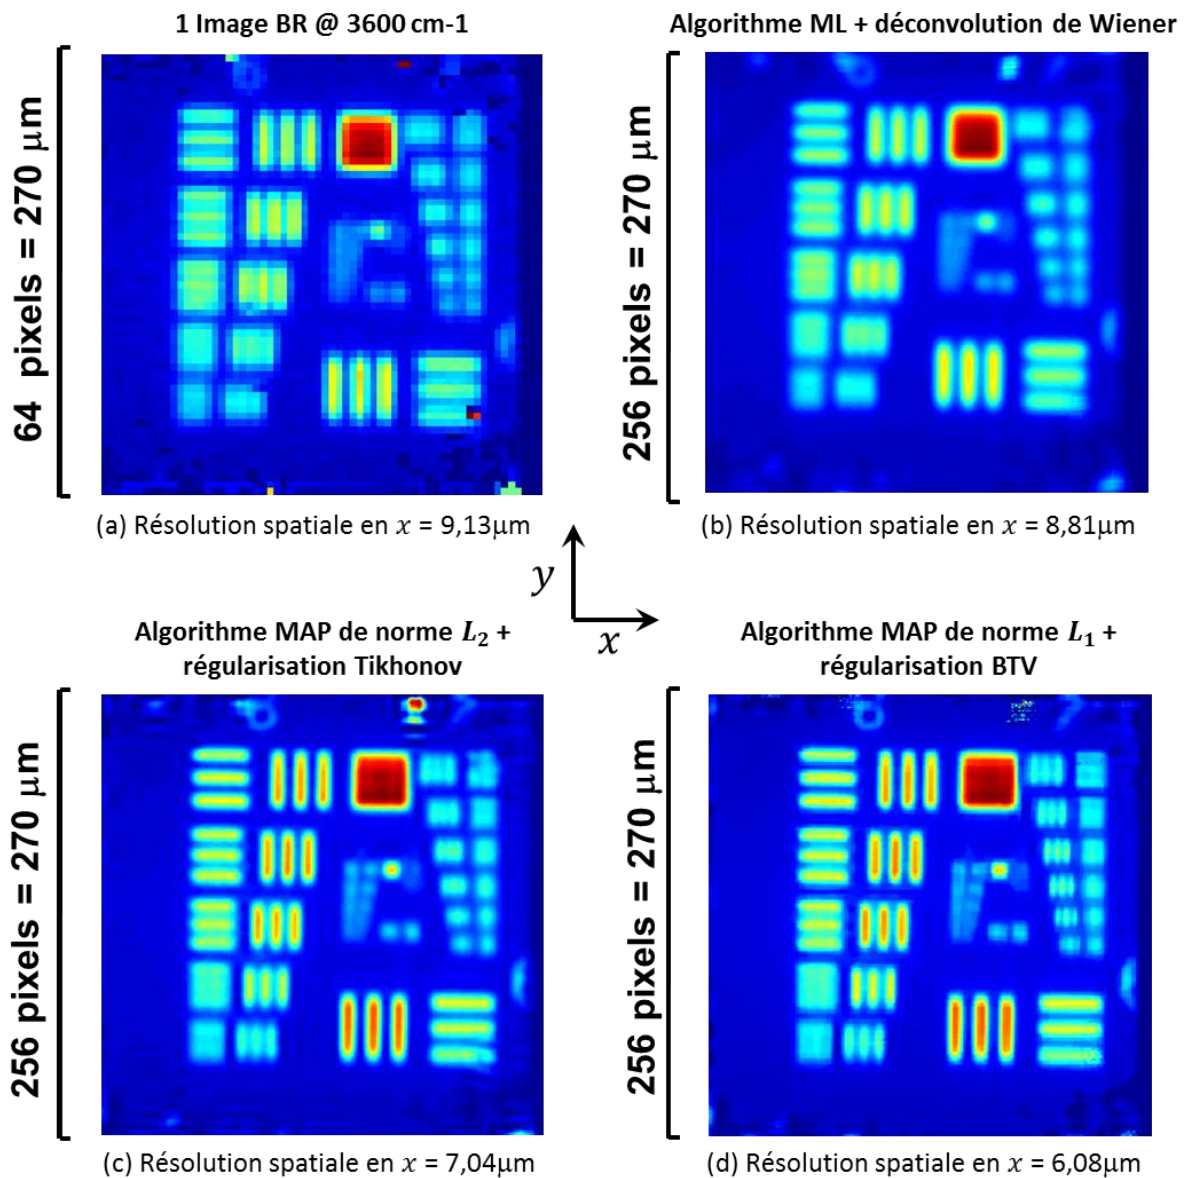 1 Image BR @ 3600 cm-1
64 pixels = 270 μm
(a) Résolution spatiale en x = 9,13μm
Algorithme ML + déconvolution de Wiener
256 pixels = 270 μm
(b) Résolution spatiale en x = 8,81μm
y
x
Algorithme MAP de norme L₂ +
régularisation Tikhonov
256 pixels = 270 μm
(c) Résolution spatiale en x = 7,04μm
Algorithme MAP de norme L₁ +
régularisation BTV
256 pixels = 270 μm
(d) Résolution spatiale en x = 6,08μm